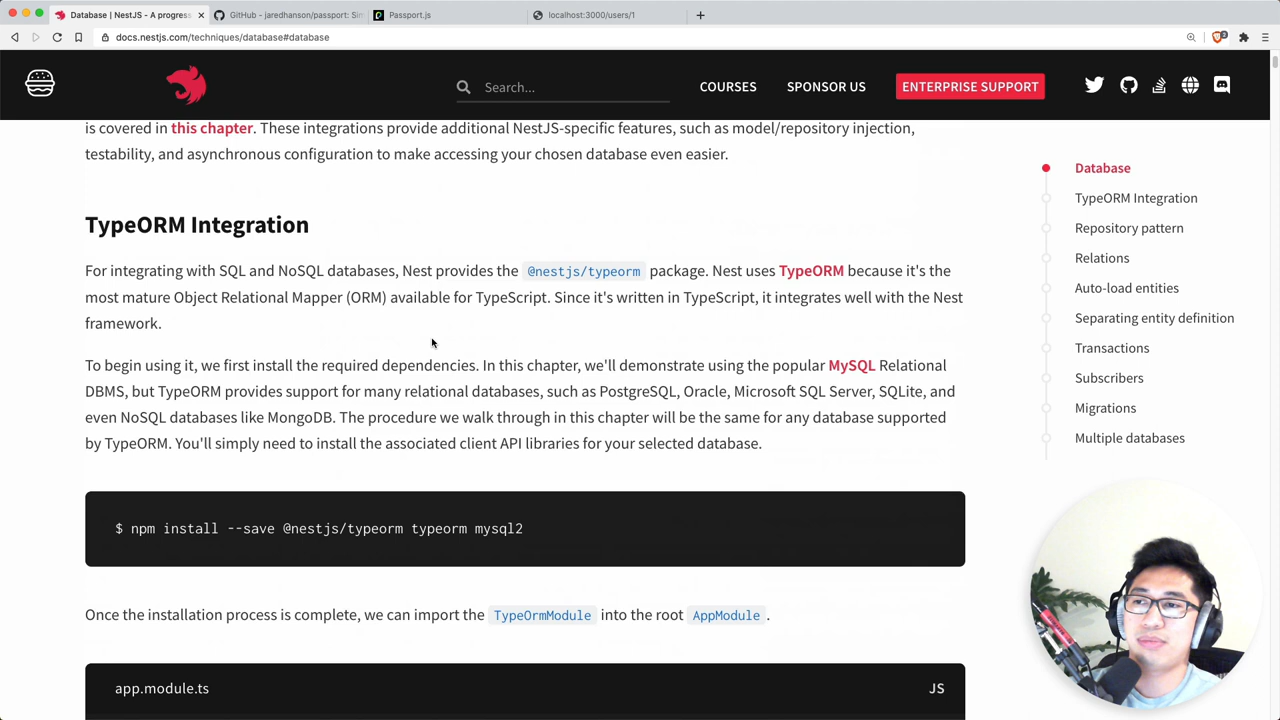 Database | NestJS - A progress
GitHub - jaredhanson/passport: Sim
Passport.js
localhost:3000/users/1
docs.nestjs.com/techniques/database#database
Search...
COURSES
SPONSOR US
ENTERPRISE SUPPORT
is covered in this chapter. These integrations provide additional NestJS-specific features, such as model/repository injection,
testability, and asynchronous configuration to make accessing your chosen database even easier.
TypeORM Integration
For integrating with SQL and NoSQL databases, Nest provides the @nestjs/typeorm package. Nest uses TypeORM because it's the
most mature Object Relational Mapper (ORM) available for TypeScript. Since it's written in TypeScript, it integrates well with the Nest
framework.
To begin using it, we first install the required dependencies. In this chapter, we'll demonstrate using the popular MySQL Relational
DBMS, but TypeORM provides support for many relational databases, such as PostgreSQL, Oracle, Microsoft SQL Server, SQLite, and
even NoSQL databases like MongoDB. The procedure we walk through in this chapter will be the same for any database supported
by TypeORM. You'll simply need to install the associated client API libraries for your selected database.
$ npm install --save @nestjs/typeorm typeorm mysql2
Once the installation process is complete, we can import the TypeOrmModule into the root AppModule .
app.module.ts
JS
Database
TypeORM Integration
Repository pattern
Relations
Auto-load entities
Separating entity definition
Transactions
Subscribers
Migrations
Multiple databases